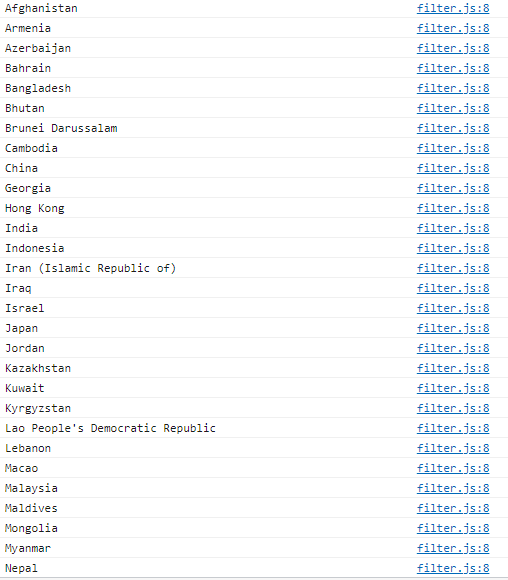 Afghanistan filter.js:8
Armenia filter.js:8
Azerbaijan filter.js:8
Bahrain filter.js:8
Bangladesh filter.js:8
Bhutan filter.js:8
Brunei Darussalam filter.js:8
Cambodia filter.js:8
China filter.js:8
Georgia filter.js:8
Hong Kong filter.js:8
India filter.js:8
Indonesia filter.js:8
Iran (Islamic Republic of) filter.js:8
Iraq filter.js:8
Israel filter.js:8
Japan filter.js:8
Jordan filter.js:8
Kazakhstan filter.js:8
Kuwait filter.js:8
Kyrgyzstan filter.js:8
Lao People's Democratic Republic filter.js:8
Lebanon filter.js:8
Macao filter.js:8
Malaysia filter.js:8
Maldives filter.js:8
Mongolia filter.js:8
Myanmar filter.js:8
Nepal filter.js:8